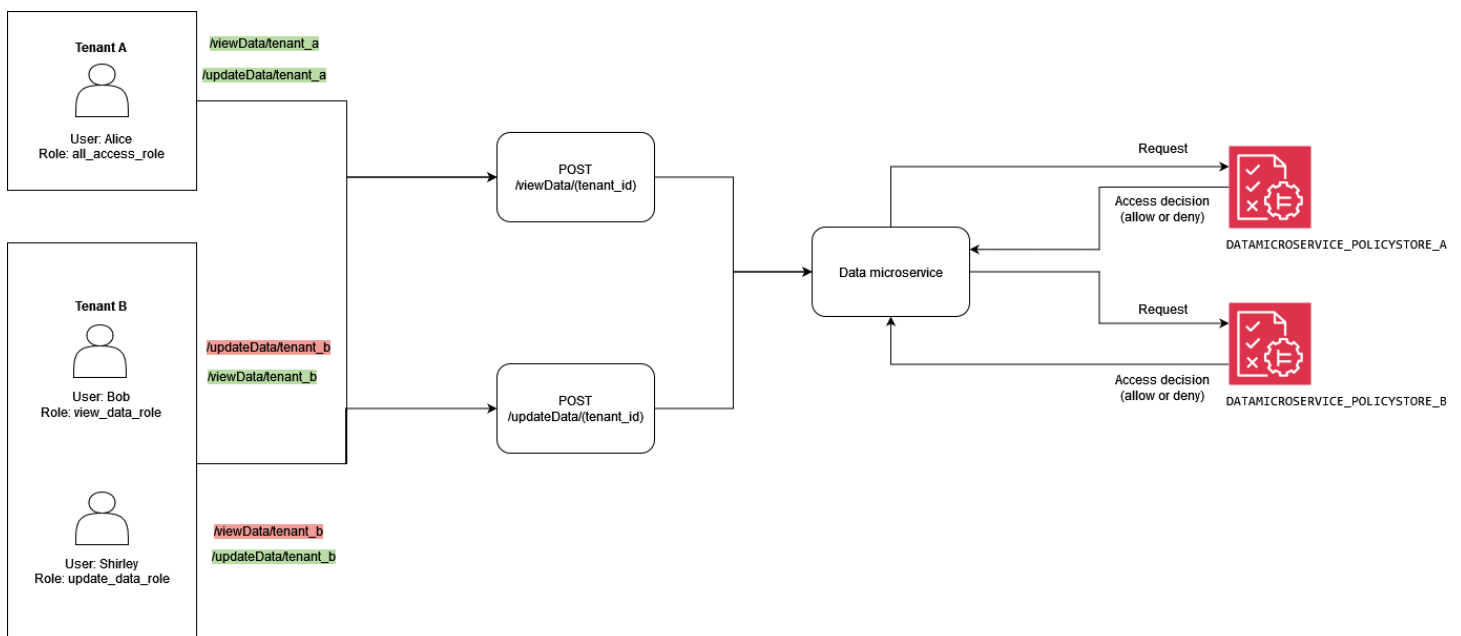 Tenant A
User: Alice
Role: all_access_role
/viewData/tenant_a
/updateData/tenant_a
Tenant B
User: Bob
Role: view_data_role
/updateData/tenant_b
/viewData/tenant_b
User: Shirley
Role: update_data_role
/viewData/tenant_b
/updateData/tenant_b
POST
/viewData/(tenant_id)
POST
/updateData/(tenant_id)
Data microservice
Request
Access decision
(allow or deny)
DATAMICROSERVICE_POLICYSTORE_A
Request
Access decision
(allow or deny)
DATAMICROSERVICE_POLICYSTORE_B